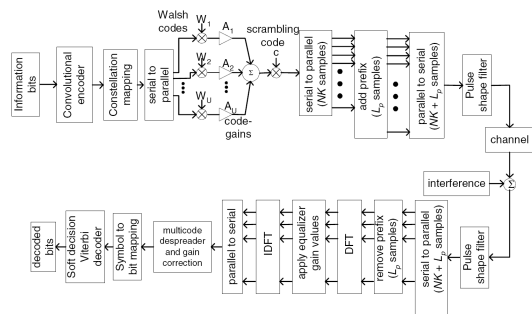 Information
bits
Convolutional
encoder
Constellation
mapping
serial to
parallel
Walsh
codes
W1
W2
WU
A1
A2
AU
code-
gains
Σ
scrambling
code
c
serial to parallel
(NK samples)
add prefix
(Lp samples)
parallel to serial
(NK + Lp samples)
Pulse
shape filter
channel
interference
Σ
Pulse
shape filter
serial to parallel
(NK + Lp samples)
remove prefix
(Lp samples)
DFT
apply equalizer
gain values
IDFT
parallel to serial
multicode
despreader
and gain
correction
Symbol to
bit mapping
Soft decision
Viterbi
decoder
decoded
bits